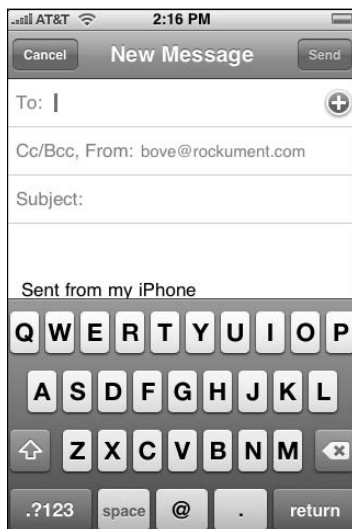 AT&T 2:16 PM
Cancel New Message Send
To:
Cc/Bcc, From: bove@rockument.com
Subject:
Sent from my iPhone
Q W E R T Y U I O P
A S D F G H J K L
Z X C V B N M
.?123 space @ . return